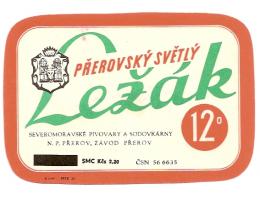 PŘEROVSKÝ SVĚTLÝ
Ležák
12°
SEVEROMORAVSKÉ PIVOVARY A SODOVKÁRNY
N. P. PŘEROV, ZÁVOD PŘEROV
SMC Kčs 2,20 ČSN 56 6635